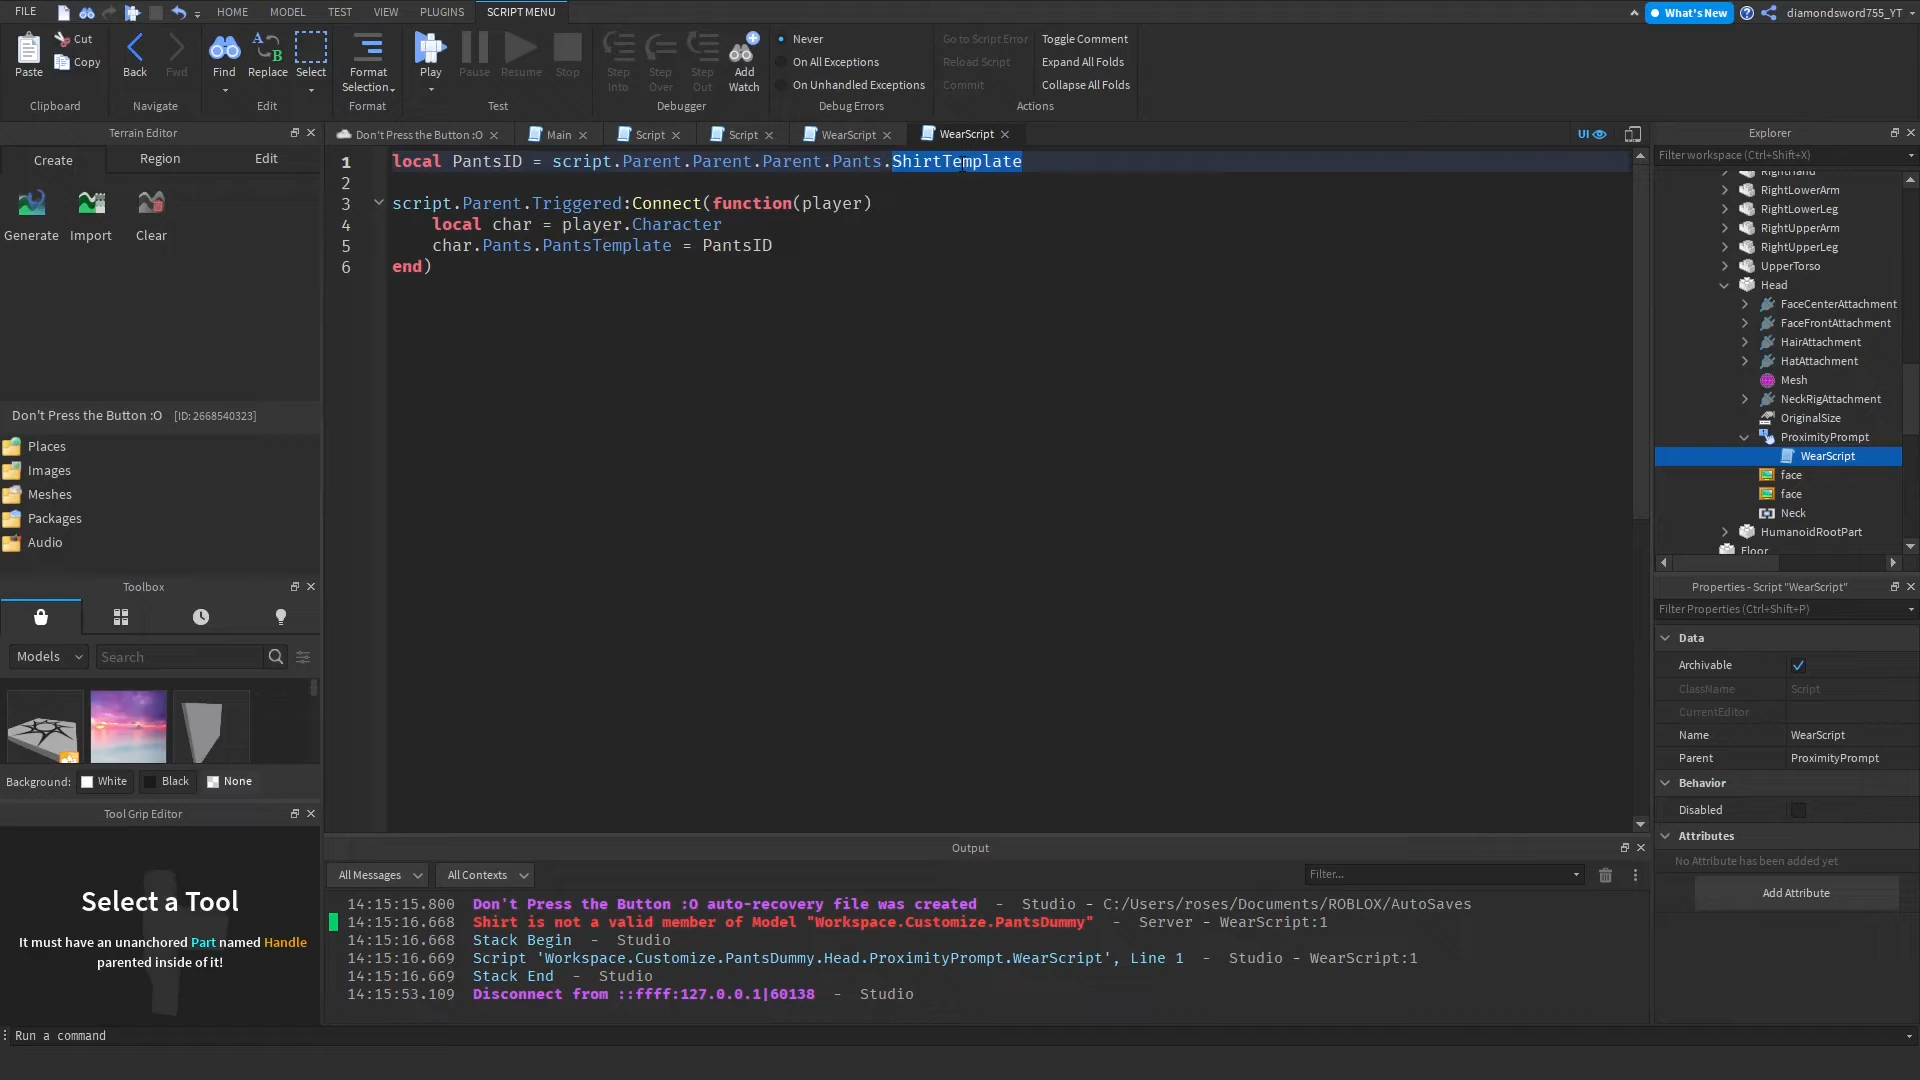 FILE HOME MODEL TEST VIEW PLUGINS SCRIPT MENU What's New diamondsword755_YT
Paste Cut Copy Back Fwd Find Replace Select Format Selection Play Pause Resume Stop Step Into Step Over Step Out Add Watch
Never
On All Exceptions
On Unhandled Exceptions
Go to Script Error
Reload Script
Commit
Toggle Comment
Expand All Folds
Collapse All Folds
Clipboard Navigate Edit Format Test Debugger Debug Errors Actions
Terrain Editor
Create Region Edit
Generate Import Clear
Don't Press the Button :O [ID: 2668540323]
Places
Images
Meshes
Packages
Audio
Toolbox
Models Search
Background: White Black None
Tool Grip Editor
Select a Tool
It must have an unanchored Part named Handle
parented inside of it!
Don't Press the Button :O Main Script Script WearScript WearScript UI
1 local PantsID = script.Parent.Parent.Parent.Pants.ShirtTemplate
2
3 script.Parent.Triggered:Connect(function(player)
4 local char = player.Character
5 char.Pants.PantsTemplate = PantsID
6 end)
Output
All Messages All Contexts Filter...
14:15:15.800 Don't Press the Button :O auto-recovery file was created - Studio - C:/Users/roses/Documents/ROBLOX/AutoSaves
14:15:16.668 Shirt is not a valid member of Model "Workspace.Customize.PantsDummy" - Server - WearScript:1
14:15:16.668 Stack Begin - Studio
14:15:16.669 Script 'Workspace.Customize.PantsDummy.Head.ProximityPrompt.WearScript', Line 1 - Studio - WearScript:1
14:15:16.669 Stack End - Studio
14:15:53.109 Disconnect from ::ffff:127.0.0.1|60138 - Studio
Explorer
Filter workspace (Ctrl+Shift+X)
RightHand
RightLowerArm
RightLowerLeg
RightUpperArm
RightUpperLeg
UpperTorso
Head
FaceCenterAttachment
FaceFrontAttachment
HairAttachment
HatAttachment
Mesh
NeckRigAttachment
OriginalSize
ProximityPrompt
WearScript
face
face
Neck
HumanoidRootPart
Floor
Properties - Script "WearScript"
Filter Properties (Ctrl+Shift+P)
Data
Archivable
ClassName Script
CurrentEditor
Name WearScript
Parent ProximityPrompt
Behavior
Disabled
Attributes
No Attribute has been added yet
Add Attribute
Run a command